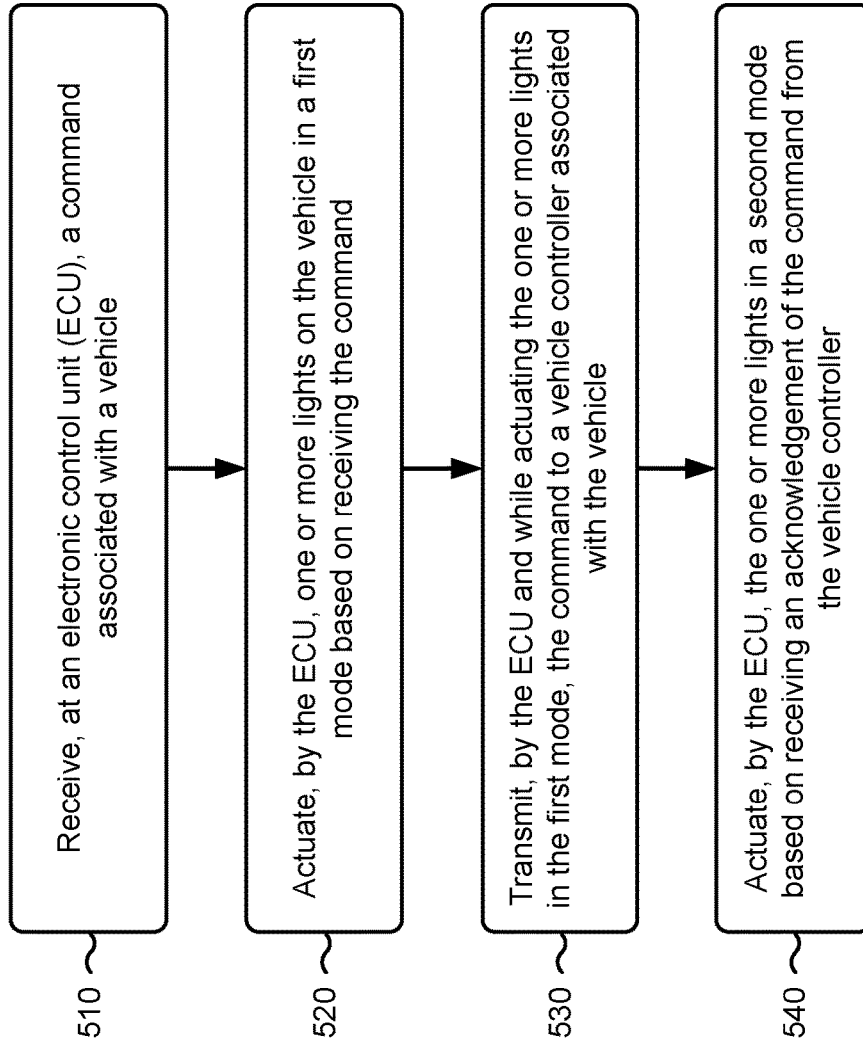 510
Receive, at an electronic control unit (ECU), a command
associated with a vehicle
520
Actuate, by the ECU, one or more lights on the vehicle in a first
mode based on receiving the command
530
Transmit, by the ECU and while actuating the one or more lights
in the first mode, the command to a vehicle controller associated
with the vehicle
540
Actuate, by the ECU, the one or more lights in a second mode
based on receiving an acknowledgement of the command from
the vehicle controller